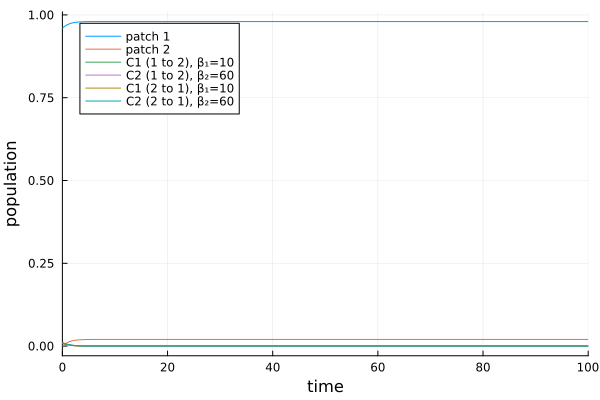 1.00
patch 1
patch 2
C1 (1 to 2), β₁=10
C2 (1 to 2), β₂=60
C1 (2 to 1), β₁=10
C2 (2 to 1), β₂=60
0.75
population
0.50
0.25
0.00
0 20 40 60 80 100
time